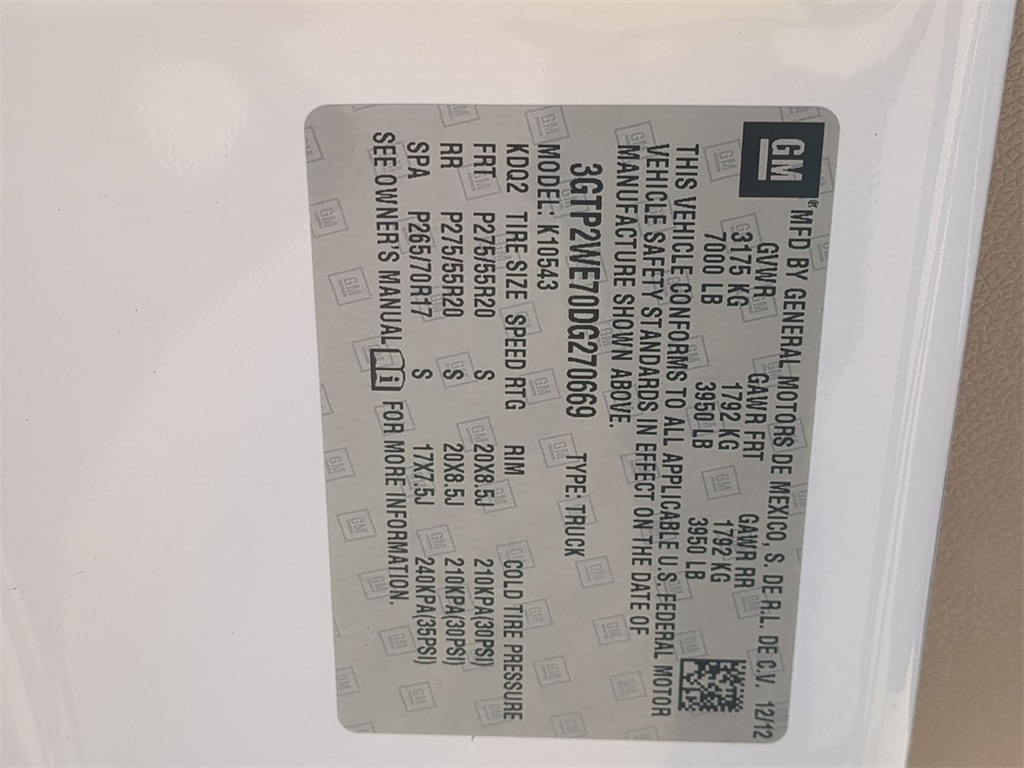 GM
® MFD BY GENERAL MOTORS DE MEXICO, S. DE R.L. DE C.V. 12/12
GVWR GAWR FRT GAWR RR
3175 KG 1792 KG 1792 KG
7000 LB 3950 LB 3950 LB
THIS VEHICLE CONFORMS TO ALL APPLICABLE U.S. FEDERAL MOTOR
VEHICLE SAFETY STANDARDS IN EFFECT ON THE DATE OF
MANUFACTURE SHOWN ABOVE.
3GTP2WE70DG270669 TYPE: TRUCK
MODEL: K10543
KDQ2 TIRE SIZE SPEED RTG RIM COLD TIRE PRESSURE
FRT P275/55R20 S 20X8.5J 210KPA(30PSI)
RR P275/55R20 S 20X8.5J 210KPA(30PSI)
SPA P265/70R17 S 17X7.5J 240KPA(35PSI)
SEE OWNER'S MANUAL FOR MORE INFORMATION.